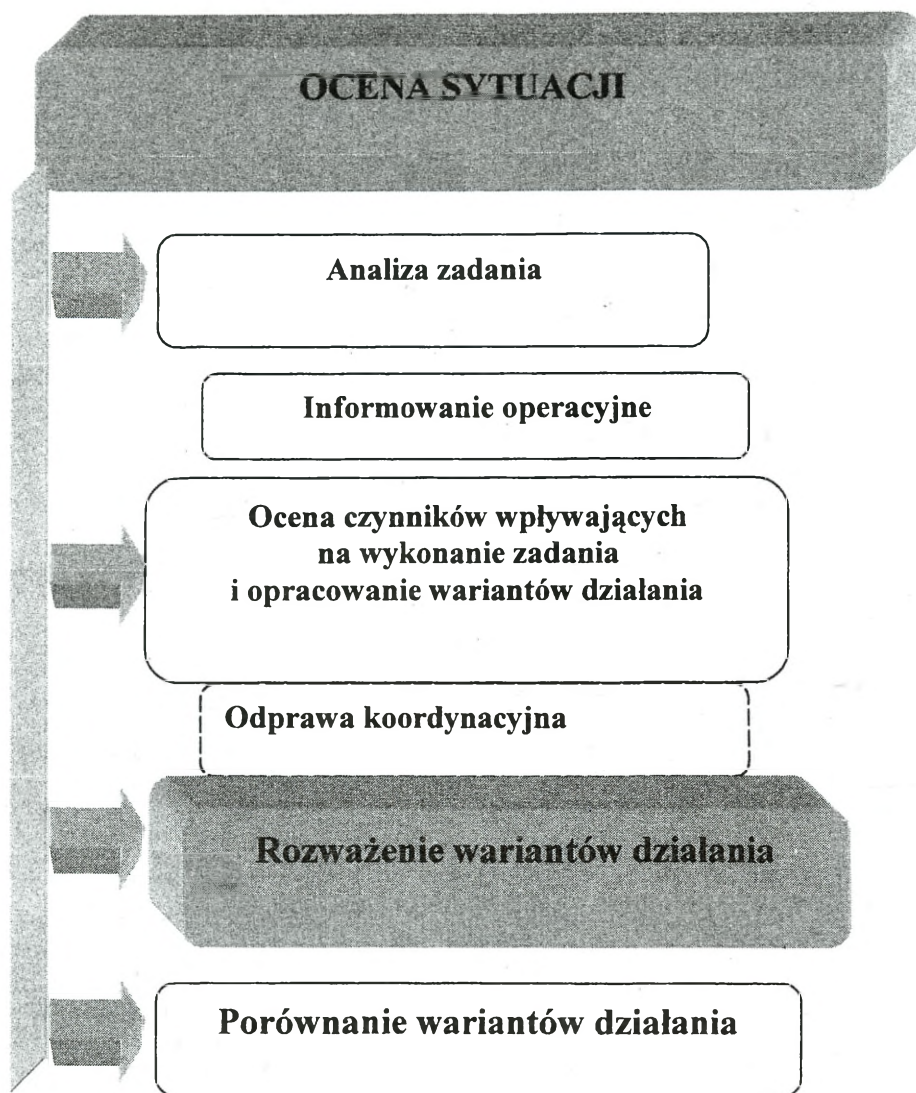 OCENA SYTUACJI
Analiza zadania
Informowanie operacyjne
Ocena czynników wpływających
na wykonanie zadania
i opracowanie wariantów działania
Odprawa koordynacyjna
Rozważenie wariantów działania
Porównanie wariantów działania